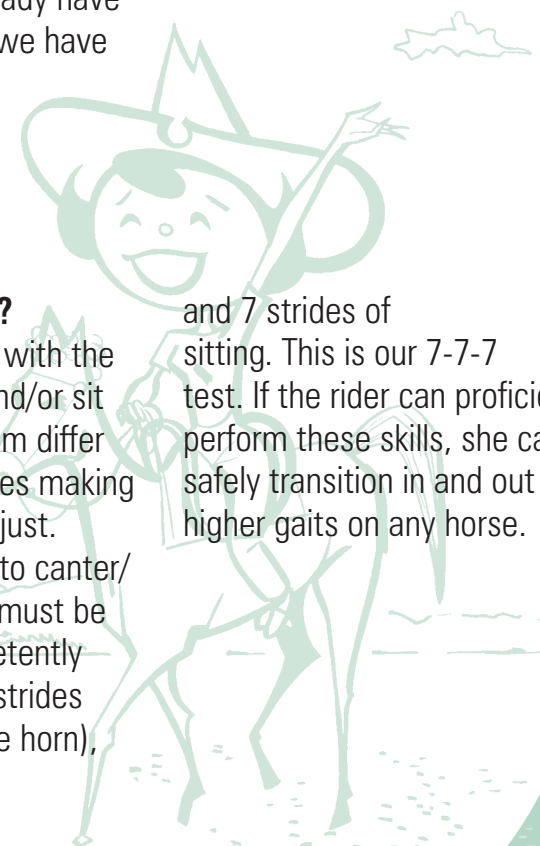 ady have
we have
?
with the
nd/or sit
m differ
es making
just.
to canter/
must be
etently
strides
e horn),
and 7 strides of
sitting. This is our 7-7-7
test. If the rider can proficie
perform these skills, she ca
safely transition in and out
higher gaits on any horse.